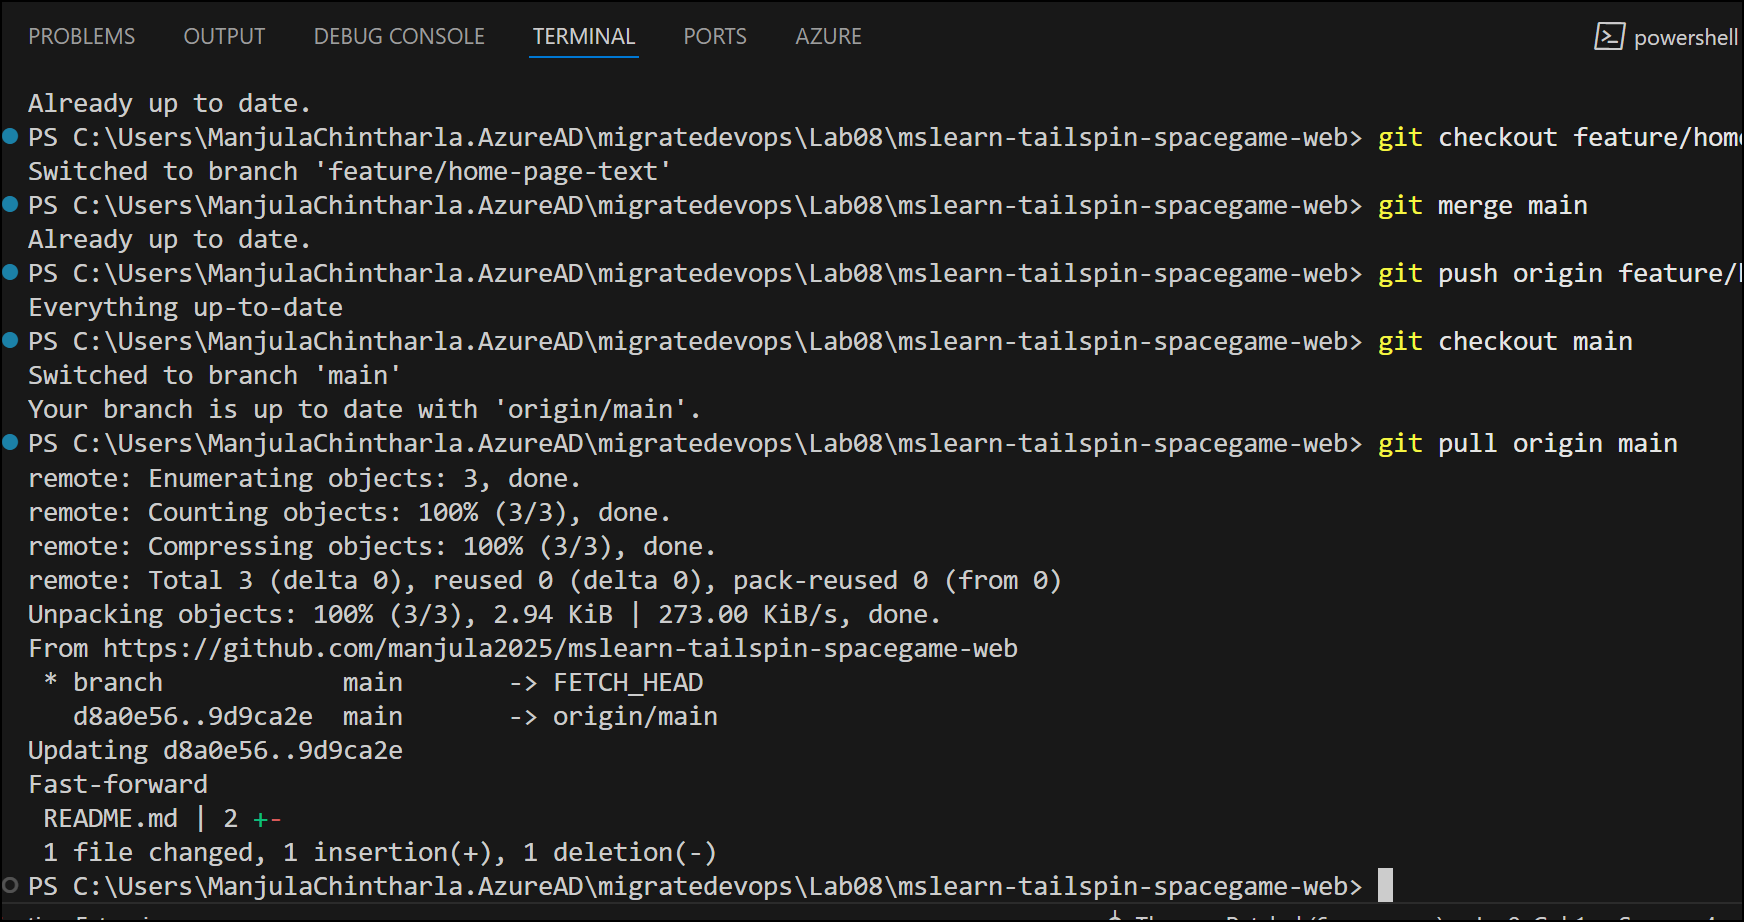 PROBLEMS OUTPUT DEBUG CONSOLE TERMINAL PORTS AZURE powershell
Already up to date.
PS C:\Users\ManjulaChintharla.AzureAD\migratedevops\Lab08\mslearn-tailspin-spacegame-web> git checkout feature/hom
Switched to branch 'feature/home-page-text'
PS C:\Users\ManjulaChintharla.AzureAD\migratedevops\Lab08\mslearn-tailspin-spacegame-web> git merge main
Already up to date.
PS C:\Users\ManjulaChintharla.AzureAD\migratedevops\Lab08\mslearn-tailspin-spacegame-web> git push origin feature/
Everything up-to-date
PS C:\Users\ManjulaChintharla.AzureAD\migratedevops\Lab08\mslearn-tailspin-spacegame-web> git checkout main
Switched to branch 'main'
Your branch is up to date with 'origin/main'.
PS C:\Users\ManjulaChintharla.AzureAD\migratedevops\Lab08\mslearn-tailspin-spacegame-web> git pull origin main
remote: Enumerating objects: 3, done.
remote: Counting objects: 100% (3/3), done.
remote: Compressing objects: 100% (3/3), done.
remote: Total 3 (delta 0), reused 0 (delta 0), pack-reused 0 (from 0)
Unpacking objects: 100% (3/3), 2.94 KiB | 273.00 KiB/s, done.
From https://github.com/manjula2025/mslearn-tailspin-spacegame-web
 * branch            main       -> FETCH_HEAD
   d8a0e56..9d9ca2e  main       -> origin/main
Updating d8a0e56..9d9ca2e
Fast-forward
 README.md | 2 +-
 1 file changed, 1 insertion(+), 1 deletion(-)
PS C:\Users\ManjulaChintharla.AzureAD\migratedevops\Lab08\mslearn-tailspin-spacegame-web>